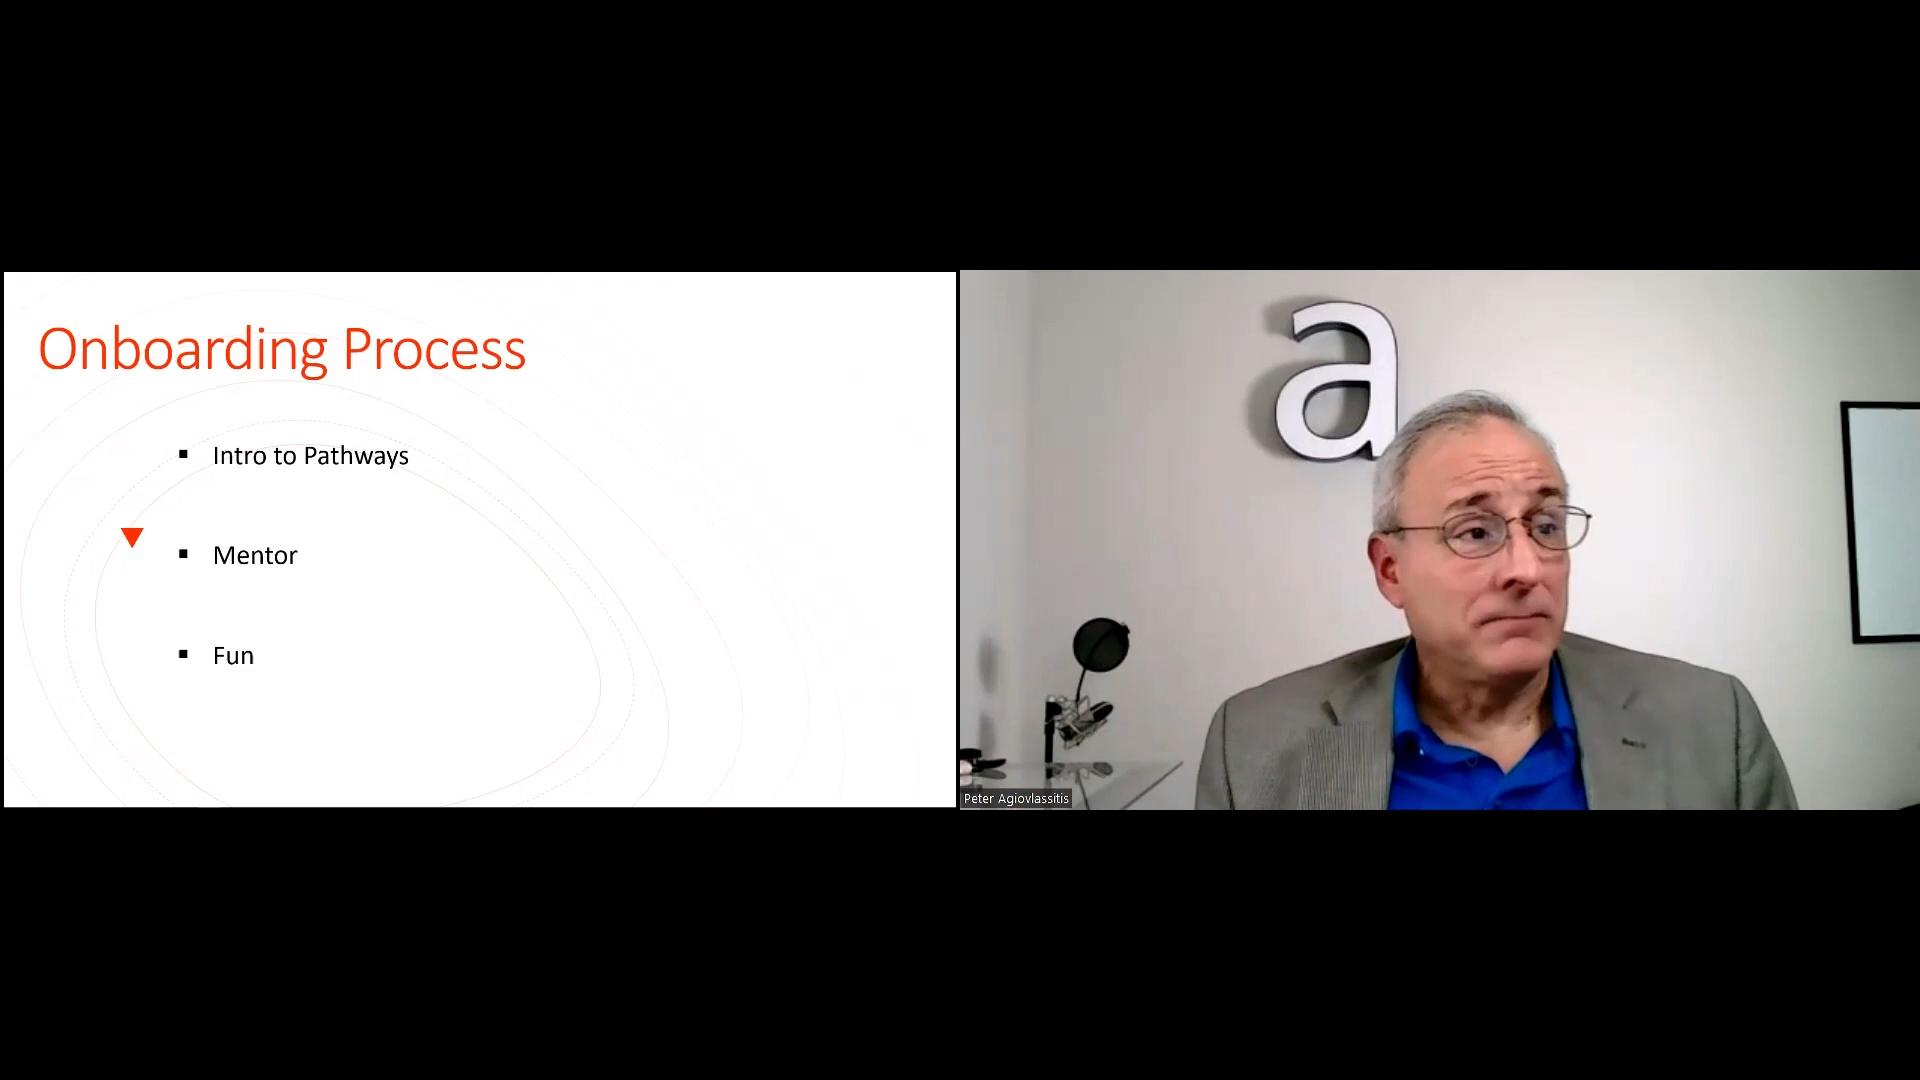 Onboarding Process
Intro to Pathways
Mentor
Fun
a
Peter Agiovlassitis